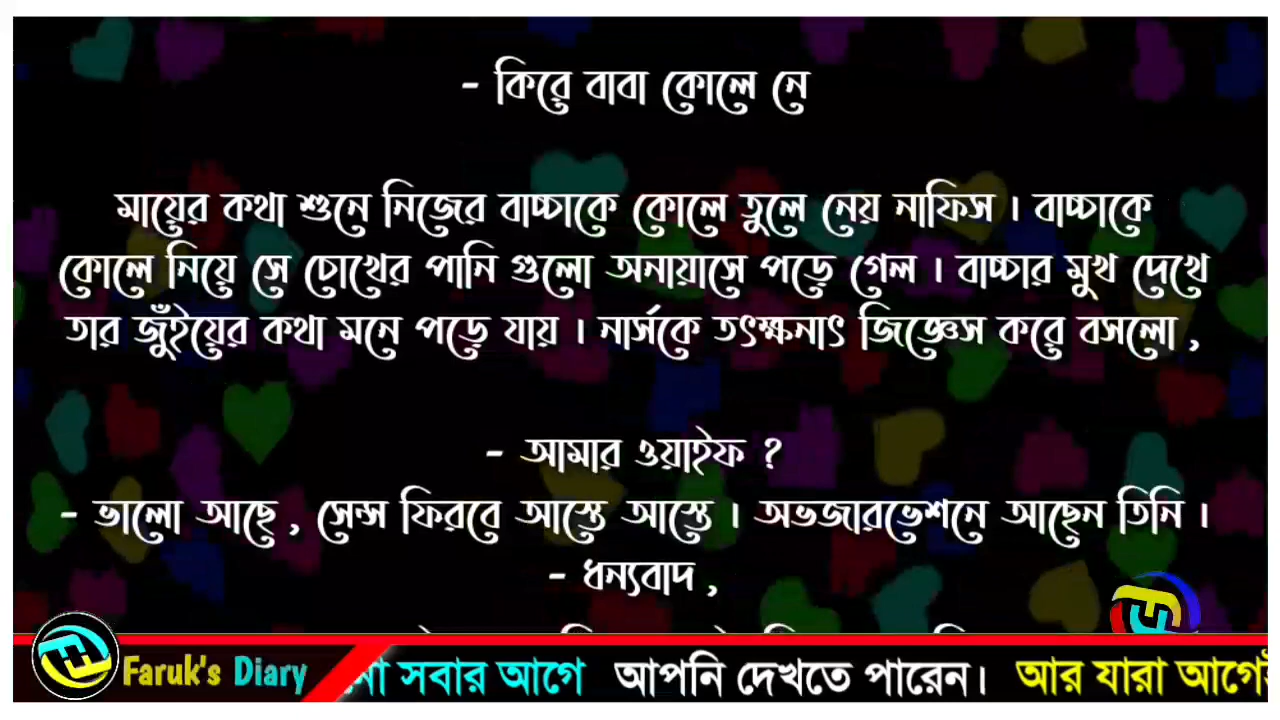 - কিরে বাবা কোলে নে
মায়ের কথা শুনে নিজের বাচ্চাকে কোলে তুলে নেয় নাফিস । বাচ্চাকে
কোলে নিয়ে সে চোখের পানি গুলো অনায়াসে পড়ে গেল । বাচ্চার মুখ দেখে
তার জুঁইয়ের কথা মনে পড়ে যায় । নার্সকে তৎক্ষনাৎ জিজ্ঞেস করে বসলো ,
- আমার ওয়াইফ ?
- ভালো আছে , সেন্স ফিরবে আস্তে আস্তে । অভজারভেশনে আছেন তিনি ।
- ধন্যবাদ ,
Faruk's Diary
সবার আগে আপনি দেখতে পারেন। আর যারা